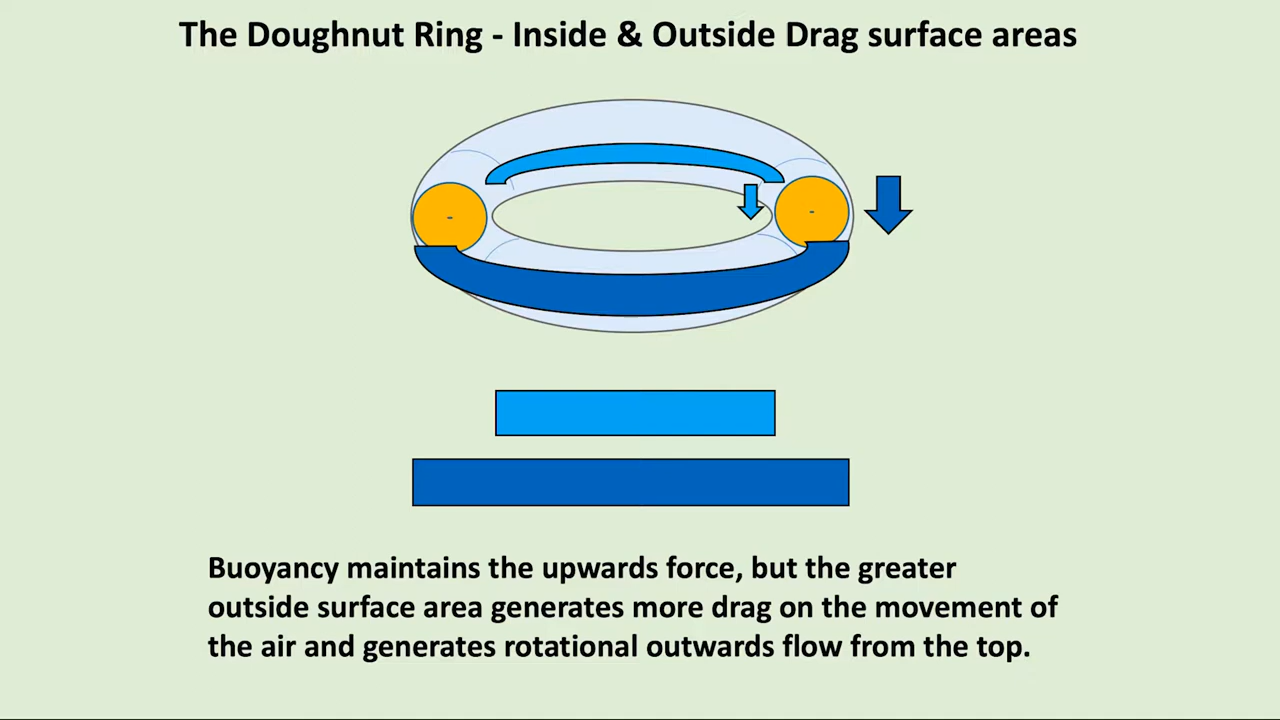 The Doughnut Ring - Inside & Outside Drag surface areas
- -
Buoyancy maintains the upwards force, but the greater
outside surface area generates more drag on the movement of
the air and generates rotational outwards flow from the top.